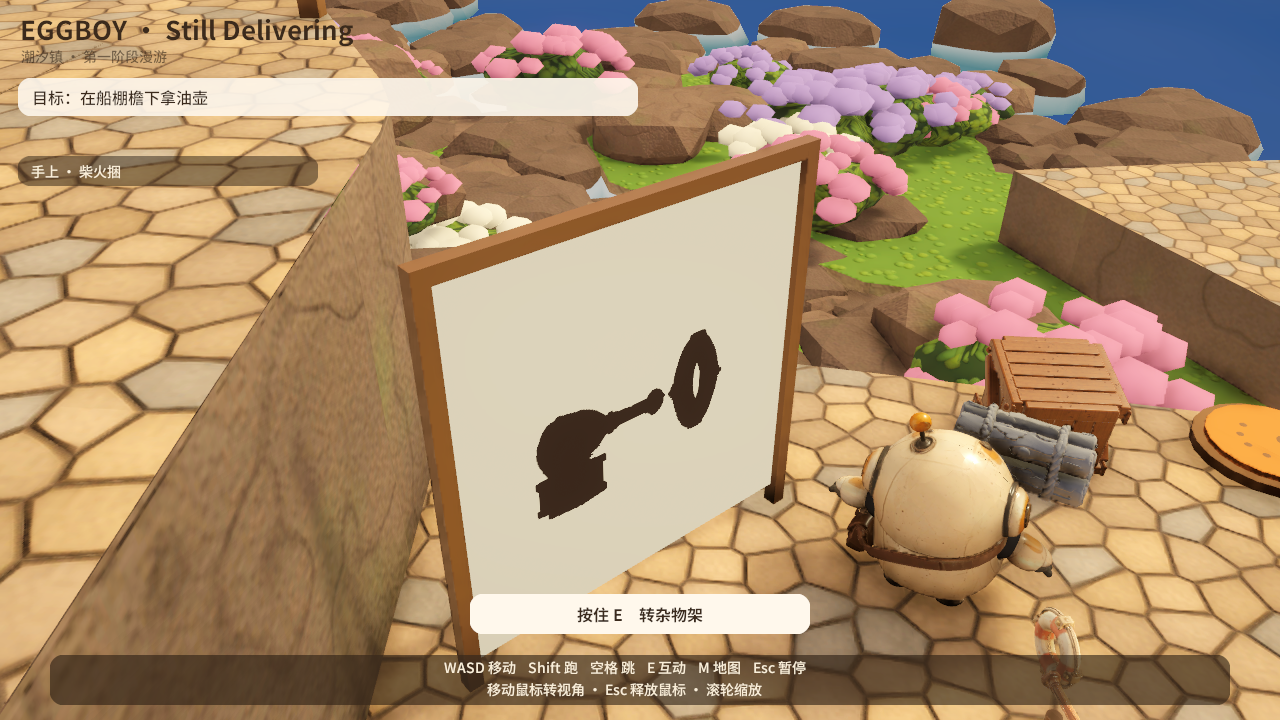 EGGBOY · Still Delivering
潮汐镇 · 第一阶段漫游
目标：在船棚檐下拿油壶
手上 · 柴火捆
按住 E 转杂物架
WASD 移动 Shift 跑 空格 跳 E 互动 M 地图 Esc 暂停
移动鼠标转视角 · Esc 释放鼠标 · 滚轮缩放